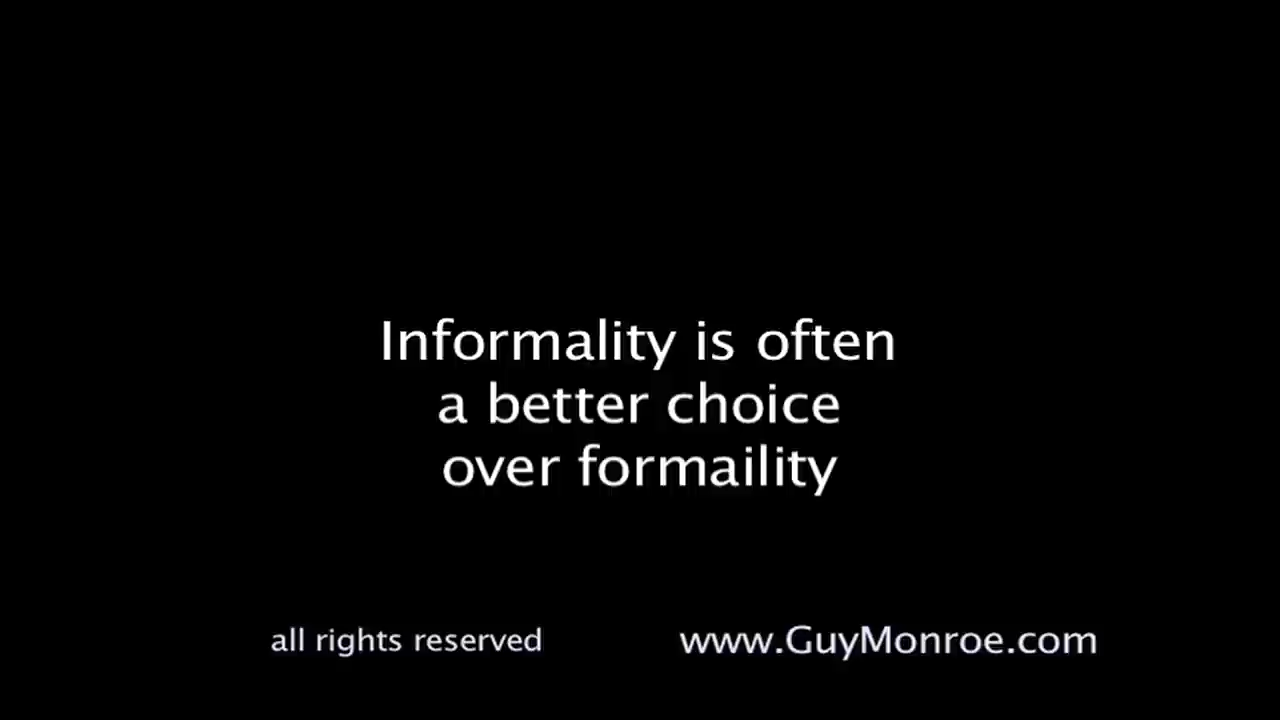 Informality is often
a better choice
over formaility
all rights reserved www.GuyMonroe.com